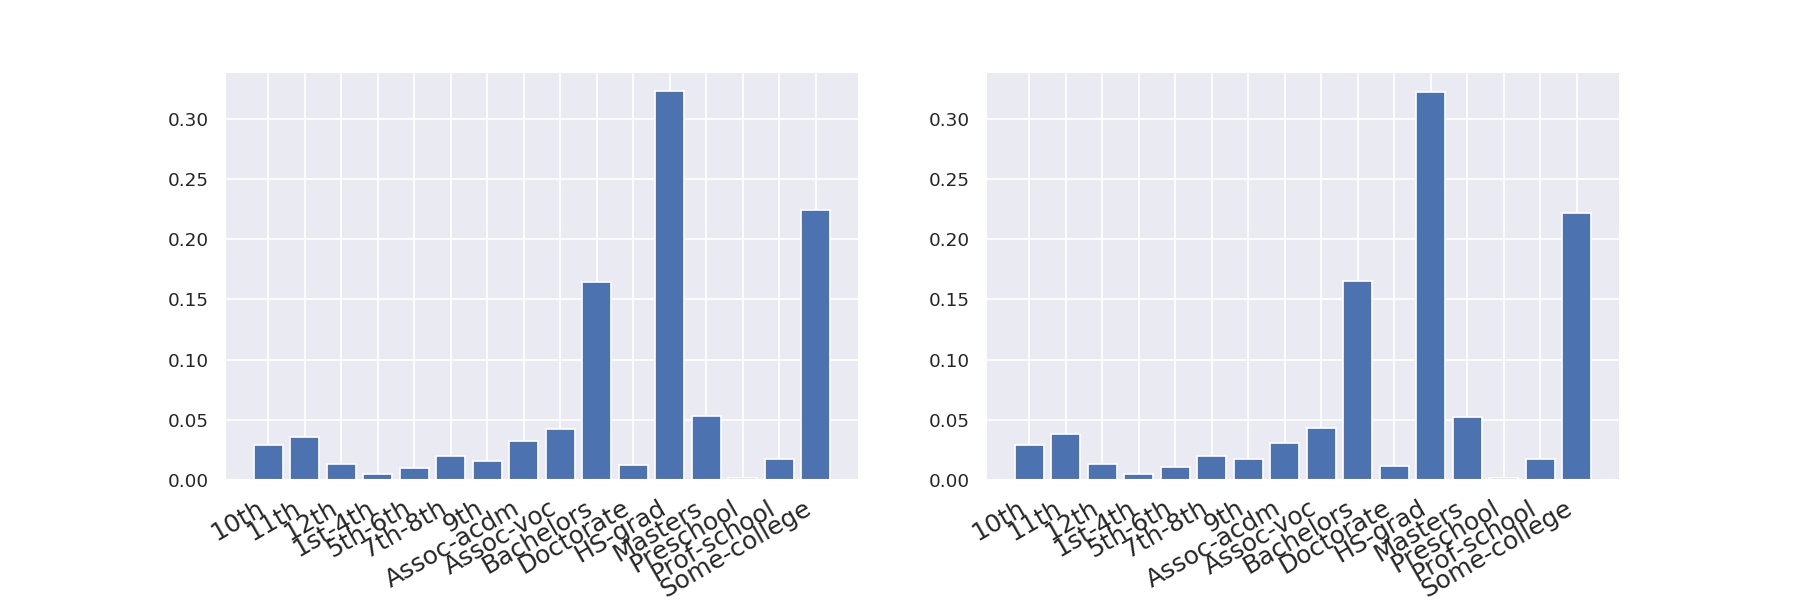 0.30
0.25
0.20
0.15
0.10
0.05
0.00
10th
11th
12th
1st-4th
5th-6th
7th-8th
9th
Assoc-acdm
Assoc-voc
Bachelors
Doctorate
HS-grad
Masters
Preschool
Prof-school
Some-college
0.30
0.25
0.20
0.15
0.10
0.05
0.00
10th
11th
12th
1st-4th
5th-6th
7th-8th
9th
Assoc-acdm
Assoc-voc
Bachelors
Doctorate
HS-grad
Masters
Preschool
Prof-school
Some-college